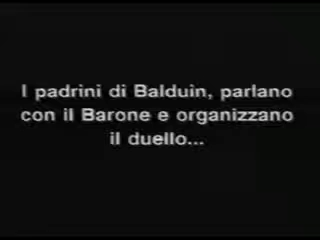 I padrini di Balduin, parlano
con il Barone e organizzano
il duello...